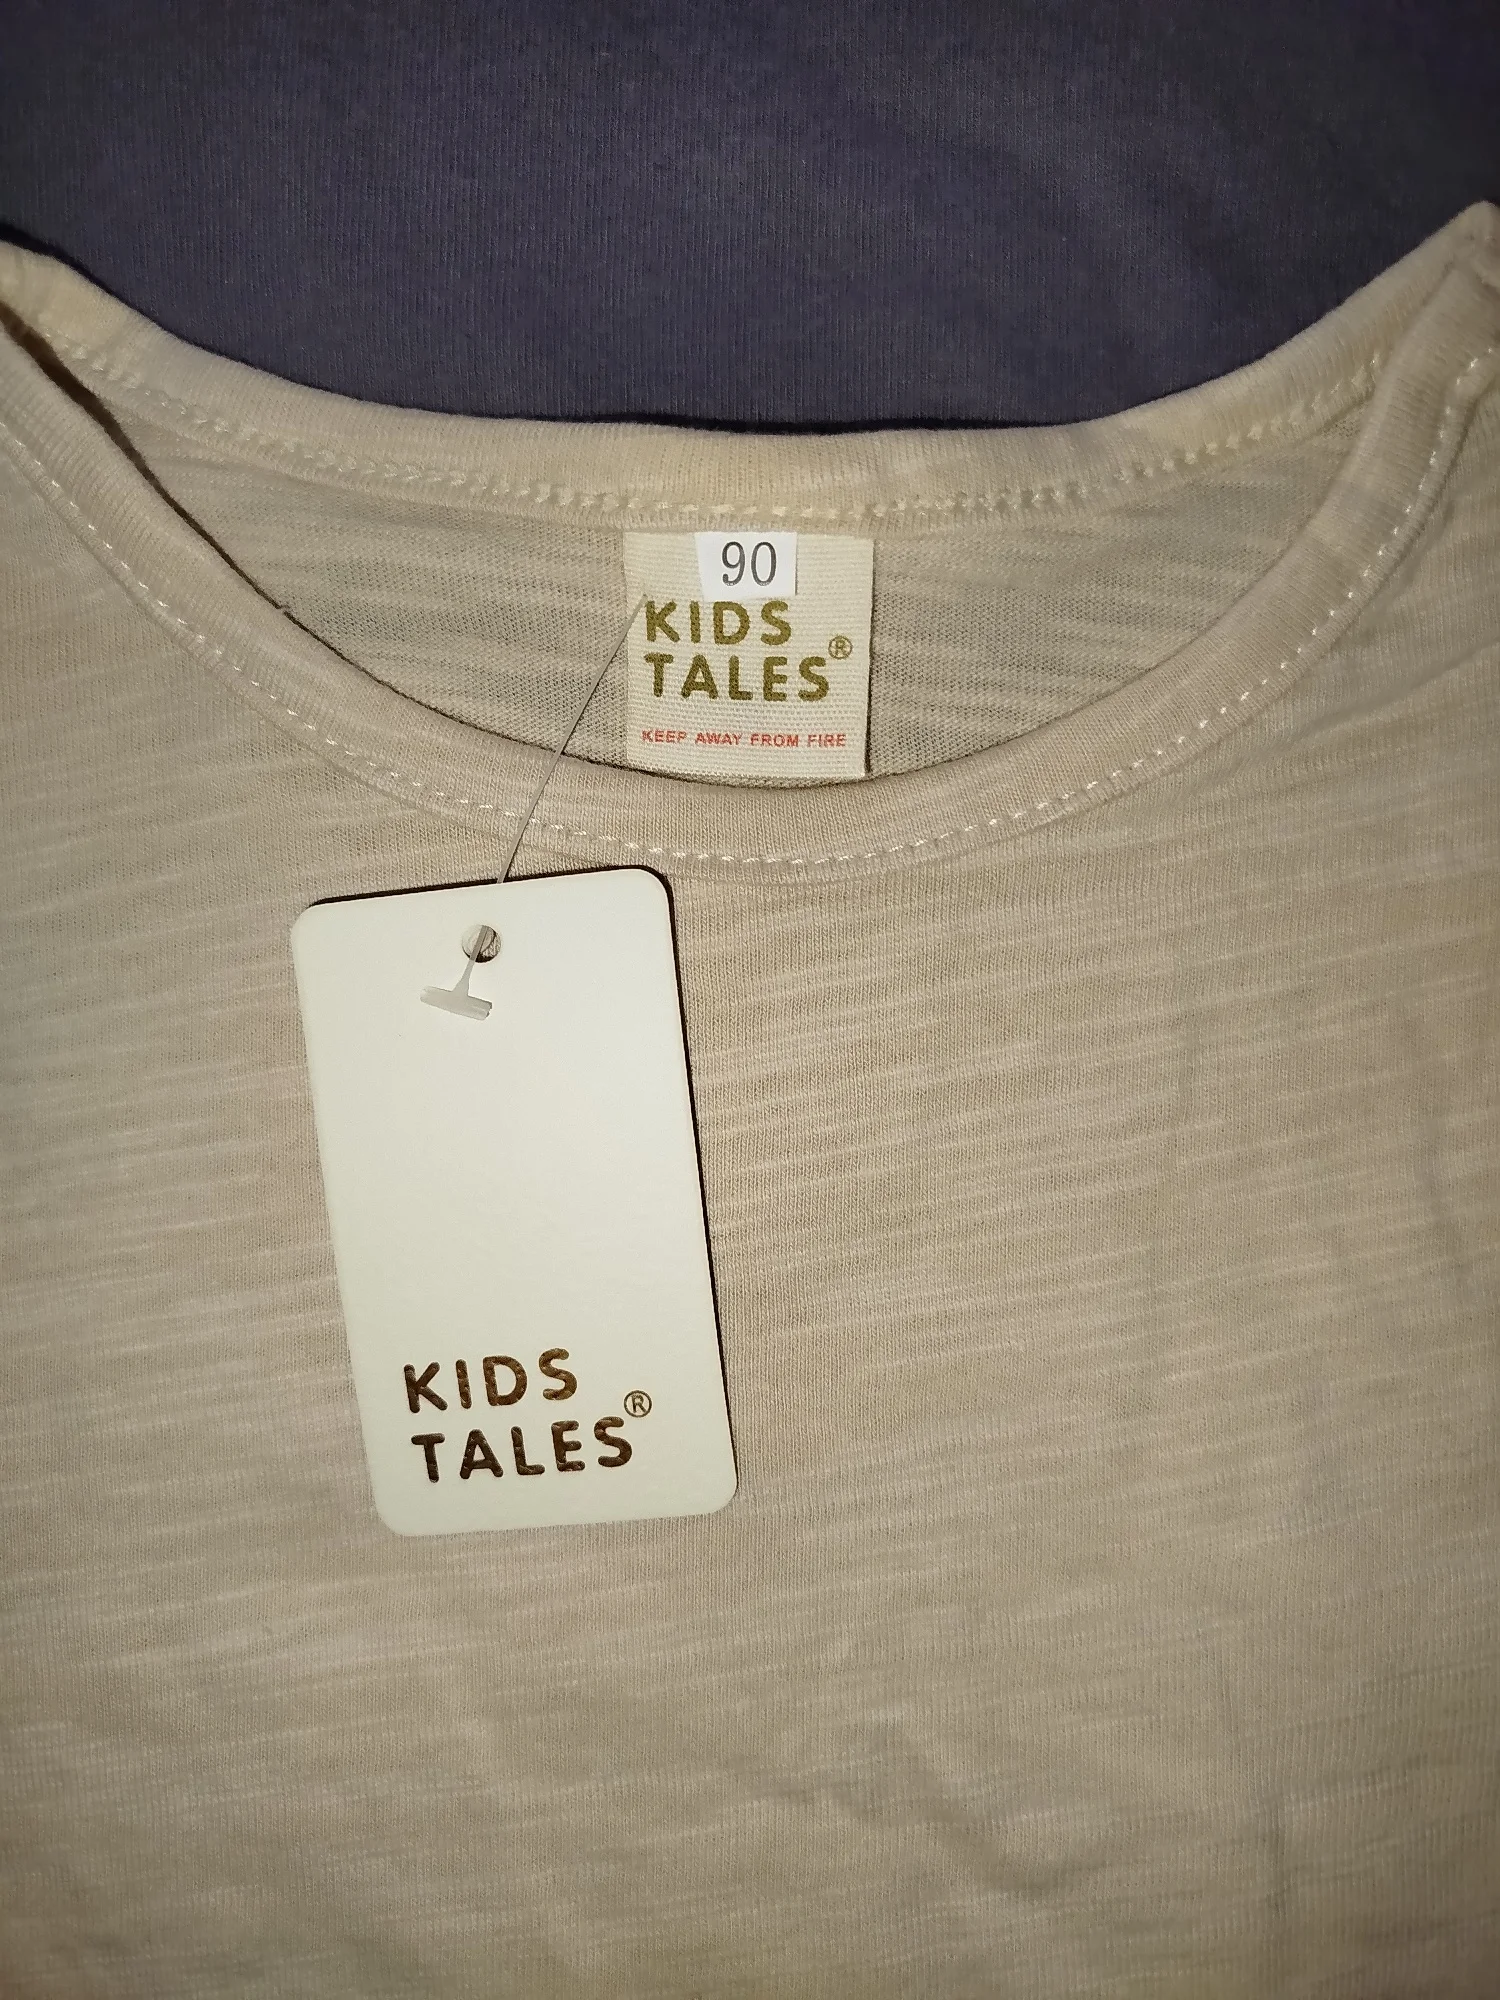 90
KIDS
TALES®
KEEP AWAY FROM FIRE
KIDS
TALES®